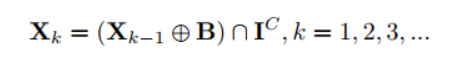 X_k = (X_{k−1} ⊕ B) ∩ I^C, k = 1, 2, 3, ...